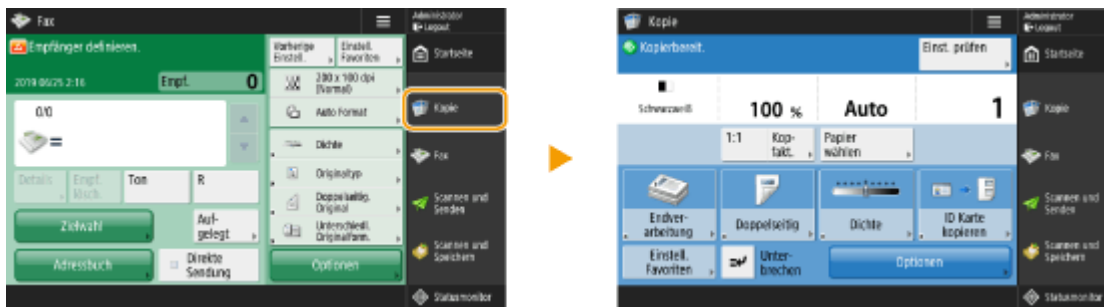 Fax
Administrator
Logout
Empfänger definieren.
Vorherige
Einstell.
Einstell.
Favoriten
Startseite
2019 06/25 2:16
Empf.
0
200 x 100 dpi
(Normal)
0/0
Auto Format
Kopie
=
Dichte
Fax
Details
Empf.
lösch.
Ton
R
Originaltyp
Doppelseitig.
Original
Scannen und
Senden
Zielwahl
Auf-
gelegt
Unterschiedl.
Originalform.
Adressbuch
Direkte
Sendung
Optionen
Scannen und
Speichern
Statusmonitor
Kopie
Administrator
Logout
Kopierbereit.
Einst. prüfen
Startseite
Schwarzweiß
100 %
Auto
1
Kopie
1:1
Kop-
fakt.
Papier
wählen
Fax
Endver-
arbeitung
Doppelseitig
Dichte
ID Karte
kopieren
Scannen und
Senden
Einstell.
Favoriten
Unter-
brechen
Optionen
Scannen und
Speichern
Statusmonitor